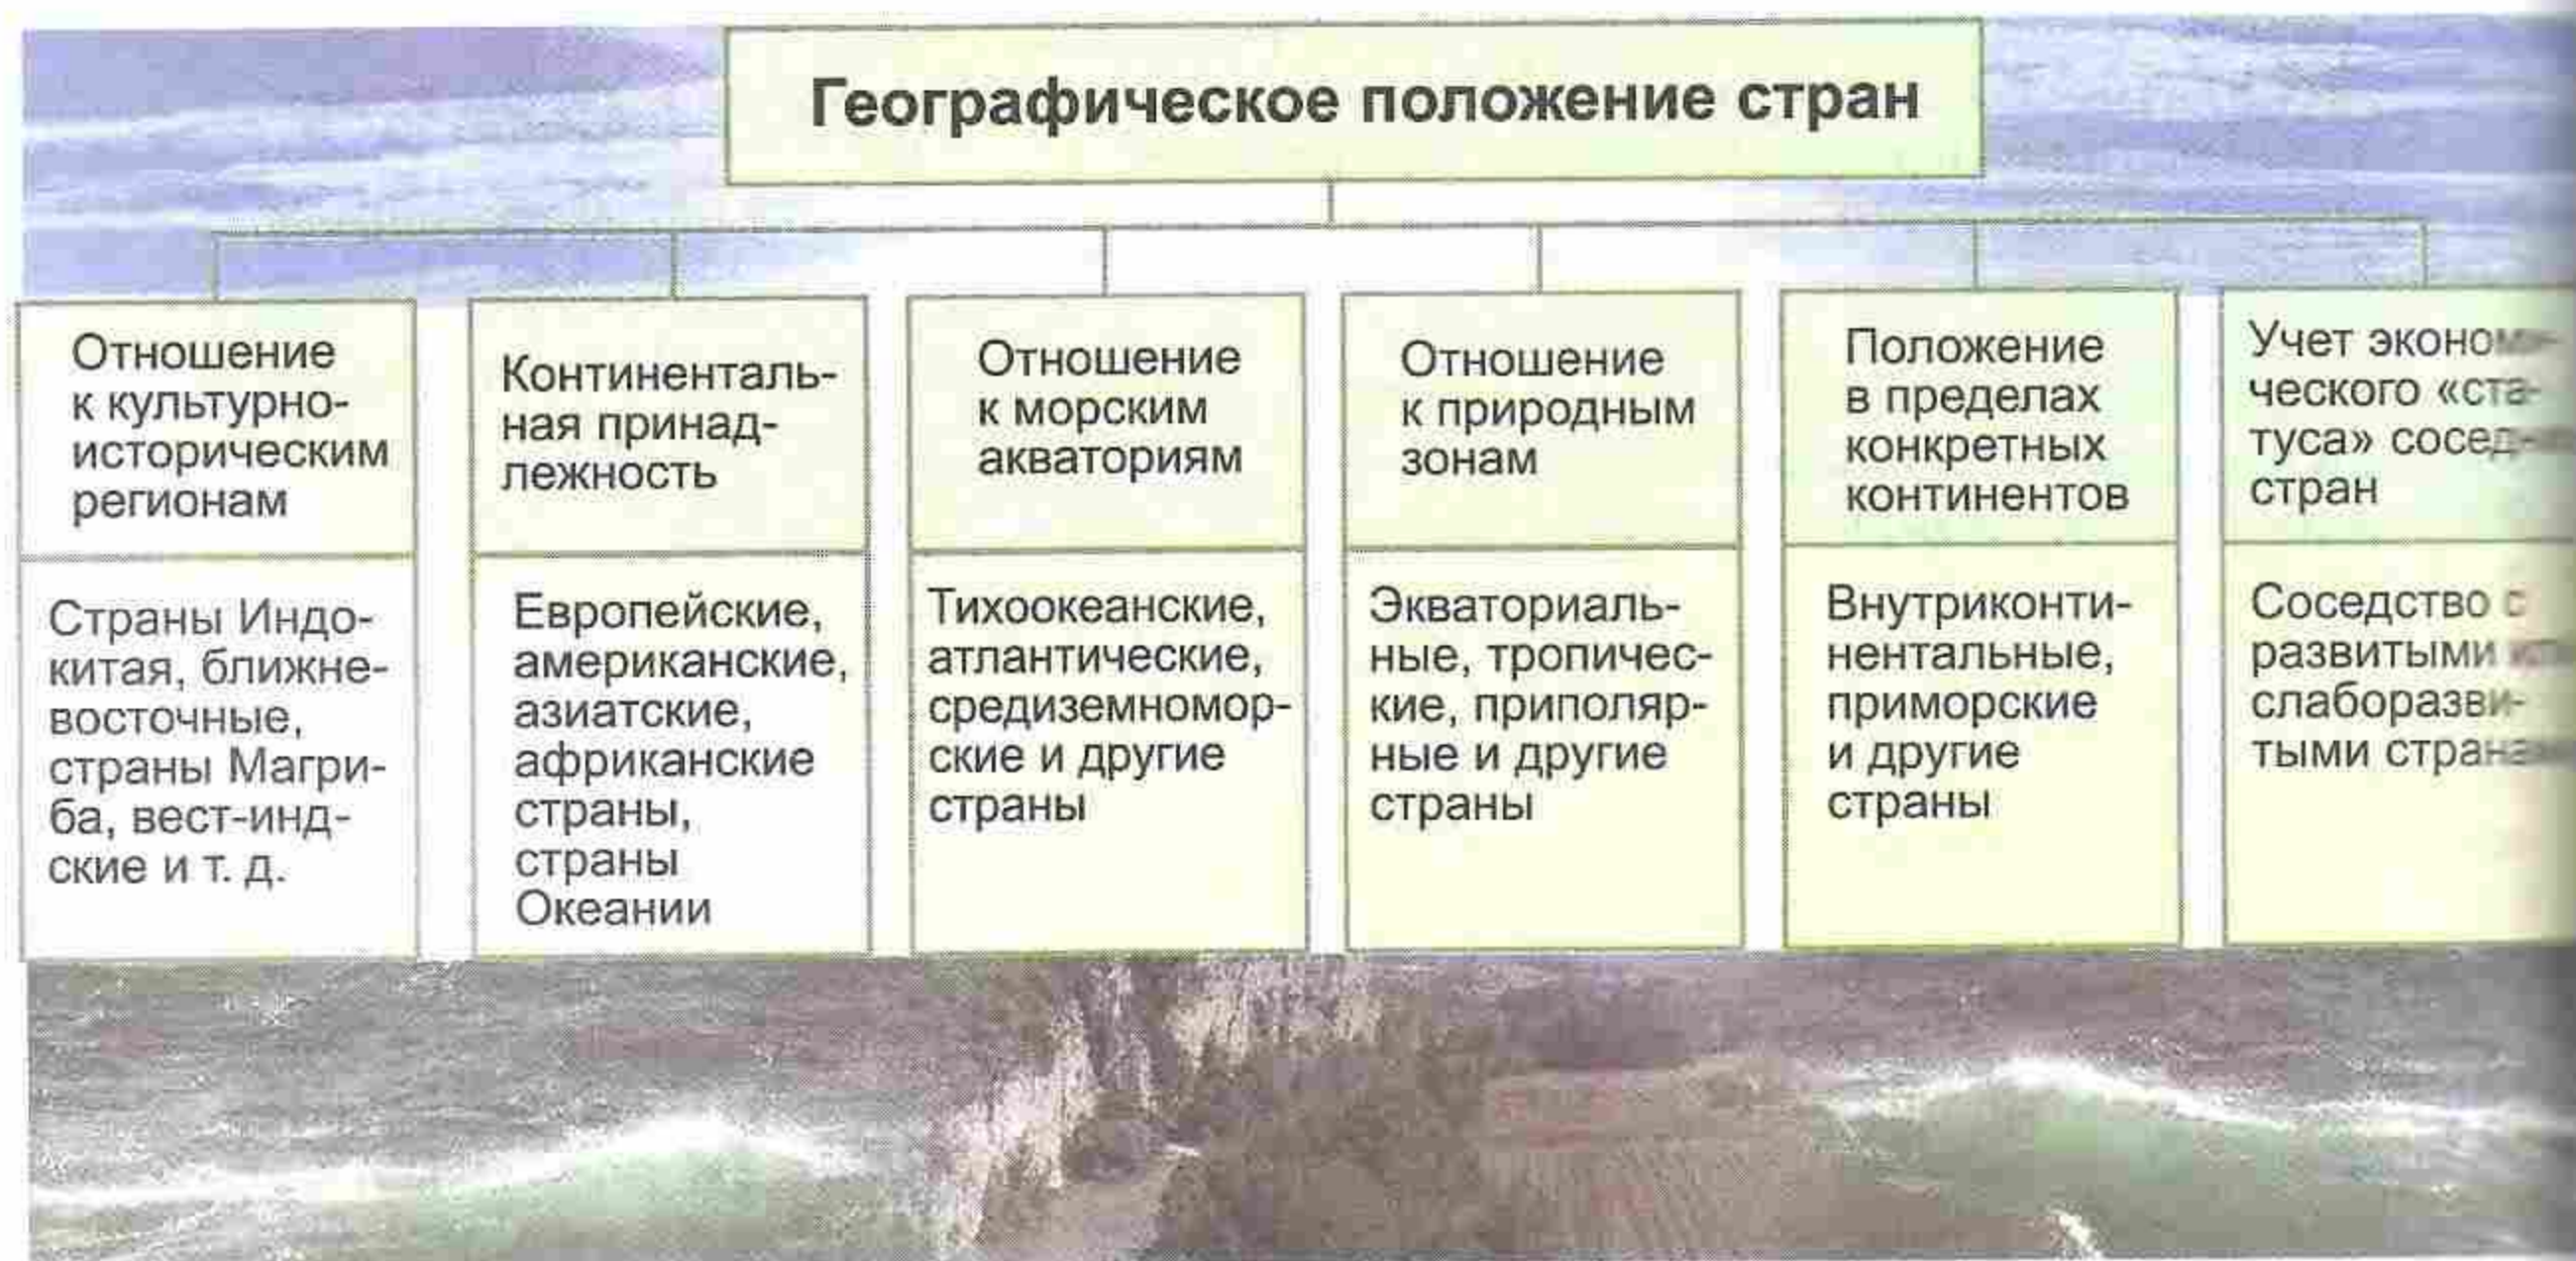 Географическое положение стран
Отношение
к культурно-
историческим
регионам
Страны Индо-
китая, ближне-
восточные,
страны Магри-
ба, вест-инд-
ские и т. д.
Континенталь-
ная принад-
лежность
Европейские,
американские,
азиатские,
африканские
страны,
страны
Океании
Отношение
к морским
акваториям
Тихоокеанские,
атлантические,
средиземномор-
ские и другие
страны
Отношение
к природным
зонам
Экваториаль-
ные, тропичес-
кие, приполяр-
ные и другие
страны
Положение
в пределах
конкретных
континентов
Внутриконти-
нентальные,
приморские
и другие
страны
Учет экономи-
ческого «ста-
туса»
стран
Соседство с
развитыми
слаборазви-
тыми